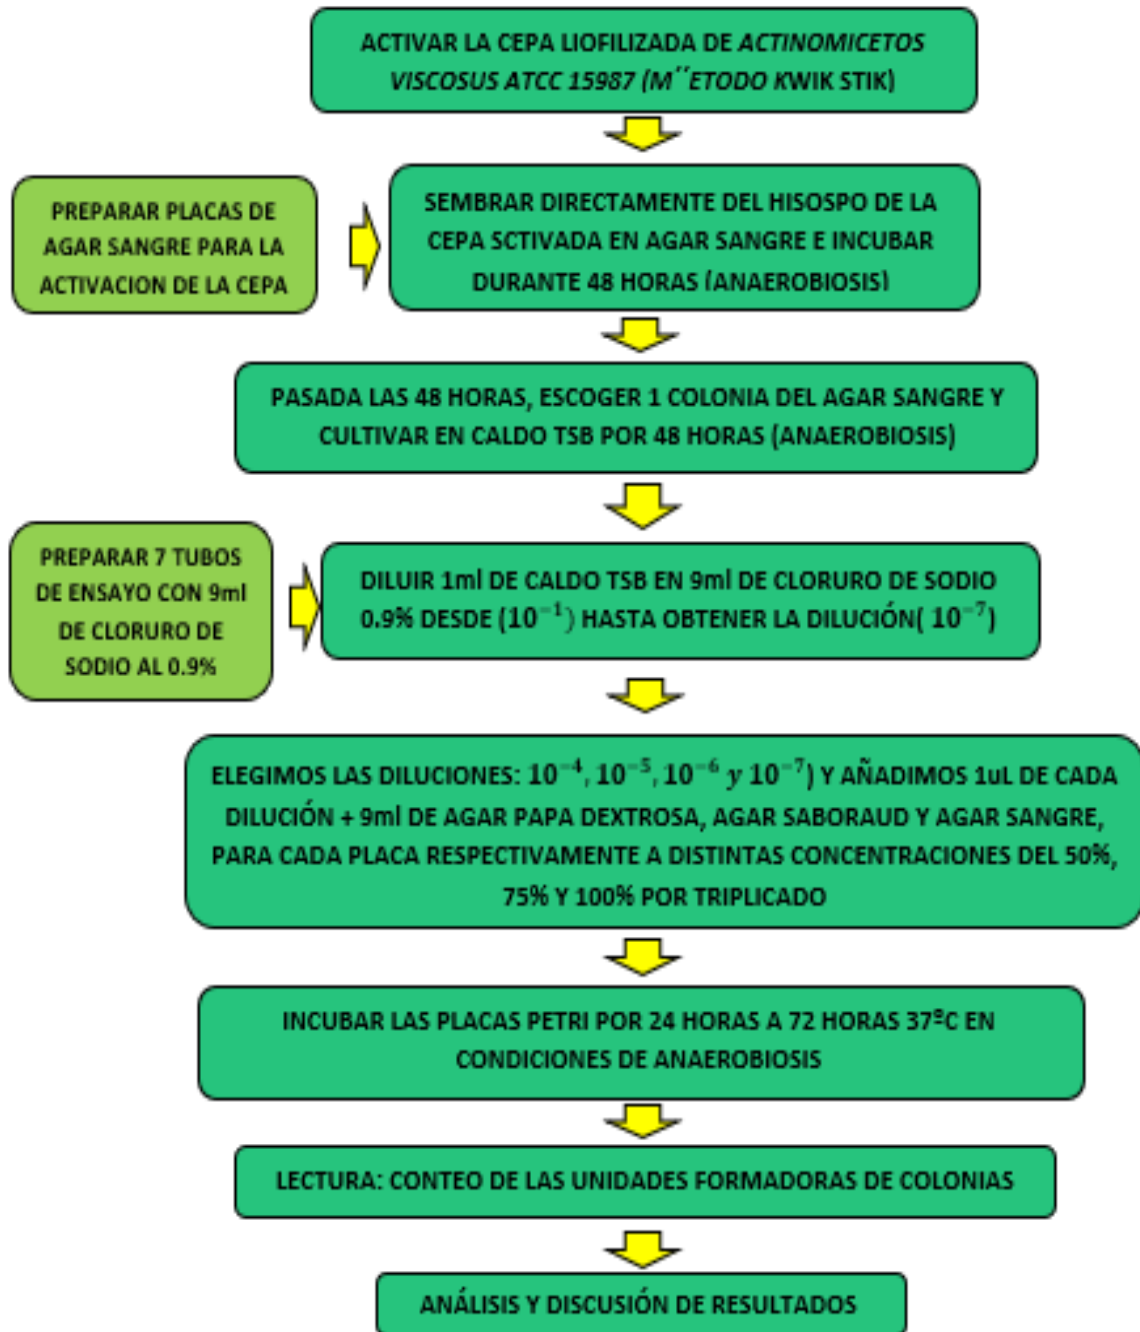 ACTIVAR LA CEPA LIOFILIZADA DE ACTINOMICETOS
VISCOSUS ATCC 15987 (M´´ETODO KWIK STIK)
PREPARAR PLACAS DE
AGAR SANGRE PARA LA
ACTIVACION DE LA CEPA
SEMBRAR DIRECTAMENTE DEL HISOSPO DE LA
CEPA SCTIVADA EN AGAR SANGRE E INCUBAR
DURANTE 48 HORAS (ANAEROBIOSIS)
PASADA LAS 48 HORAS, ESCOGER 1 COLONIA DEL AGAR SANGRE Y
CULTIVAR EN CALDO TSB POR 48 HORAS (ANAEROBIOSIS)
PREPARAR 7 TUBOS
DE ENSAYO CON 9ml
DE CLORURO DE
SODIO AL 0.9%
DILUIR 1ml DE CALDO TSB EN 9ml DE CLORURO DE SODIO
0.9% DESDE (10⁻¹) HASTA OBTENER LA DILUCIÓN( 10⁻⁷)
ELEGIMOS LAS DILUCIONES: 10⁻⁴, 10⁻⁵, 10⁻⁶ y 10⁻⁷) Y AÑADIMOS 1uL DE CADA
DILUCIÓN + 9ml DE AGAR PAPA DEXTROSA, AGAR SABORAUD Y AGAR SANGRE,
PARA CADA PLACA RESPECTIVAMENTE A DISTINTAS CONCENTRACIONES DEL 50%,
75% Y 100% POR TRIPLICADO
INCUBAR LAS PLACAS PETRI POR 24 HORAS A 72 HORAS 37ºC EN
CONDICIONES DE ANAEROBIOSIS
LECTURA: CONTEO DE LAS UNIDADES FORMADORAS DE COLONIAS
ANÁLISIS Y DISCUSIÓN DE RESULTADOS